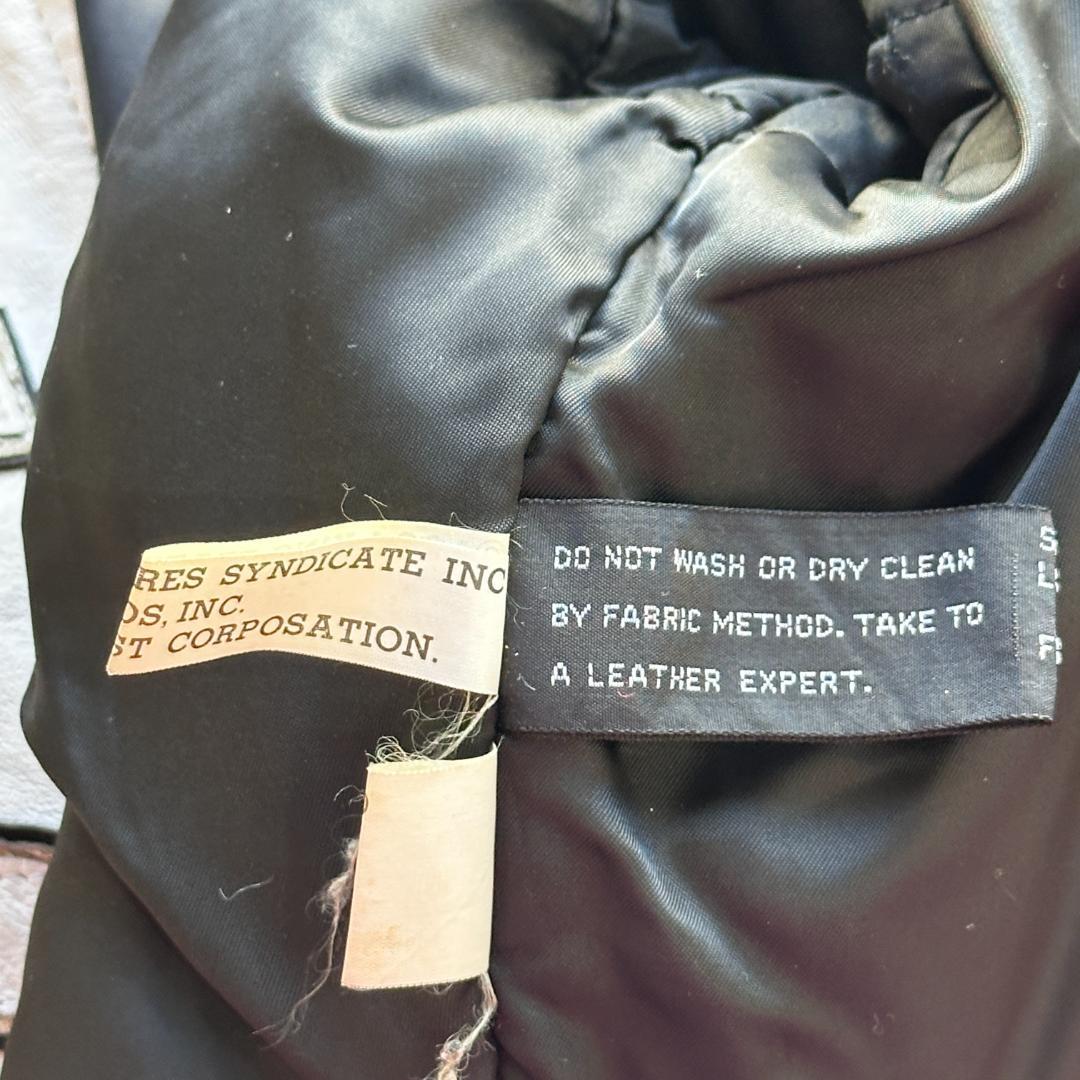 RES SYNDICATE INC
OS, INC.
ST CORPOSATION.
DO NOT WASH OR DRY CLEAN
BY FABRIC METHOD. TAKE TO
A LEATHER EXPERT.